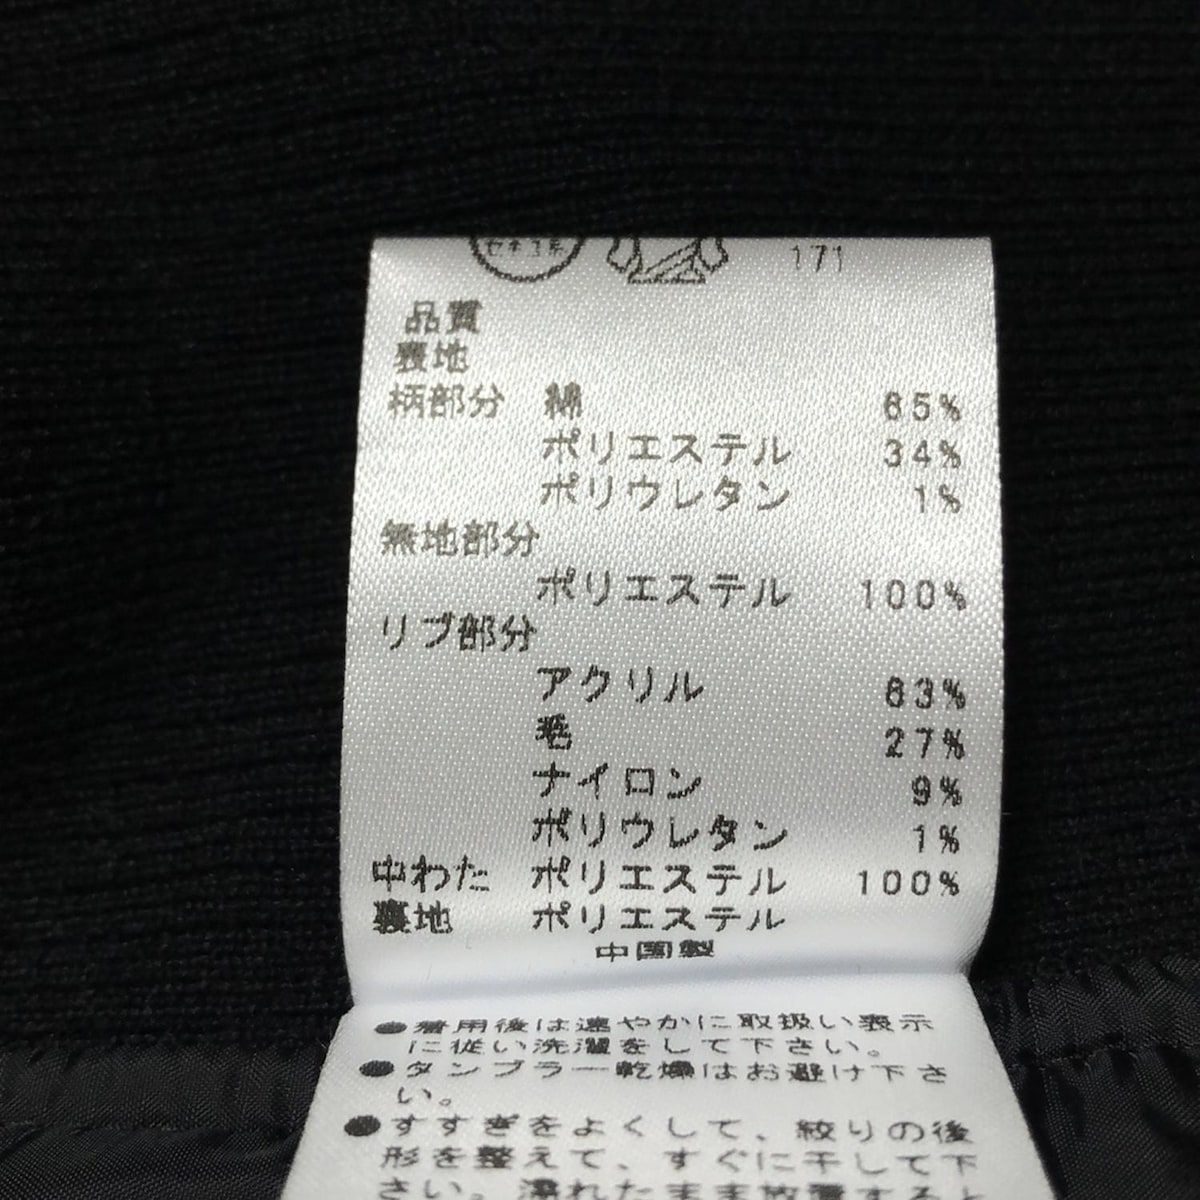 171
品質
表地
柄部分 綿 65%
ポリエステル 34%
ポリウレタン 1%
無地部分
ポリエステル 100%
リブ部分
アクリル 63%
毛 27%
ナイロン 9%
ポリウレタン 1%
中わた ポリエステル 100%
裏地 ポリエステル
中国製
●着用後は速やかに取扱い表示
に従い洗濯をして下さい。
●タンブラー乾燥はお避け下さ
い。
●すすぎをよくして、絞りの後
形を整えて、すぐに干して下
さい。濡れたまま放置すると